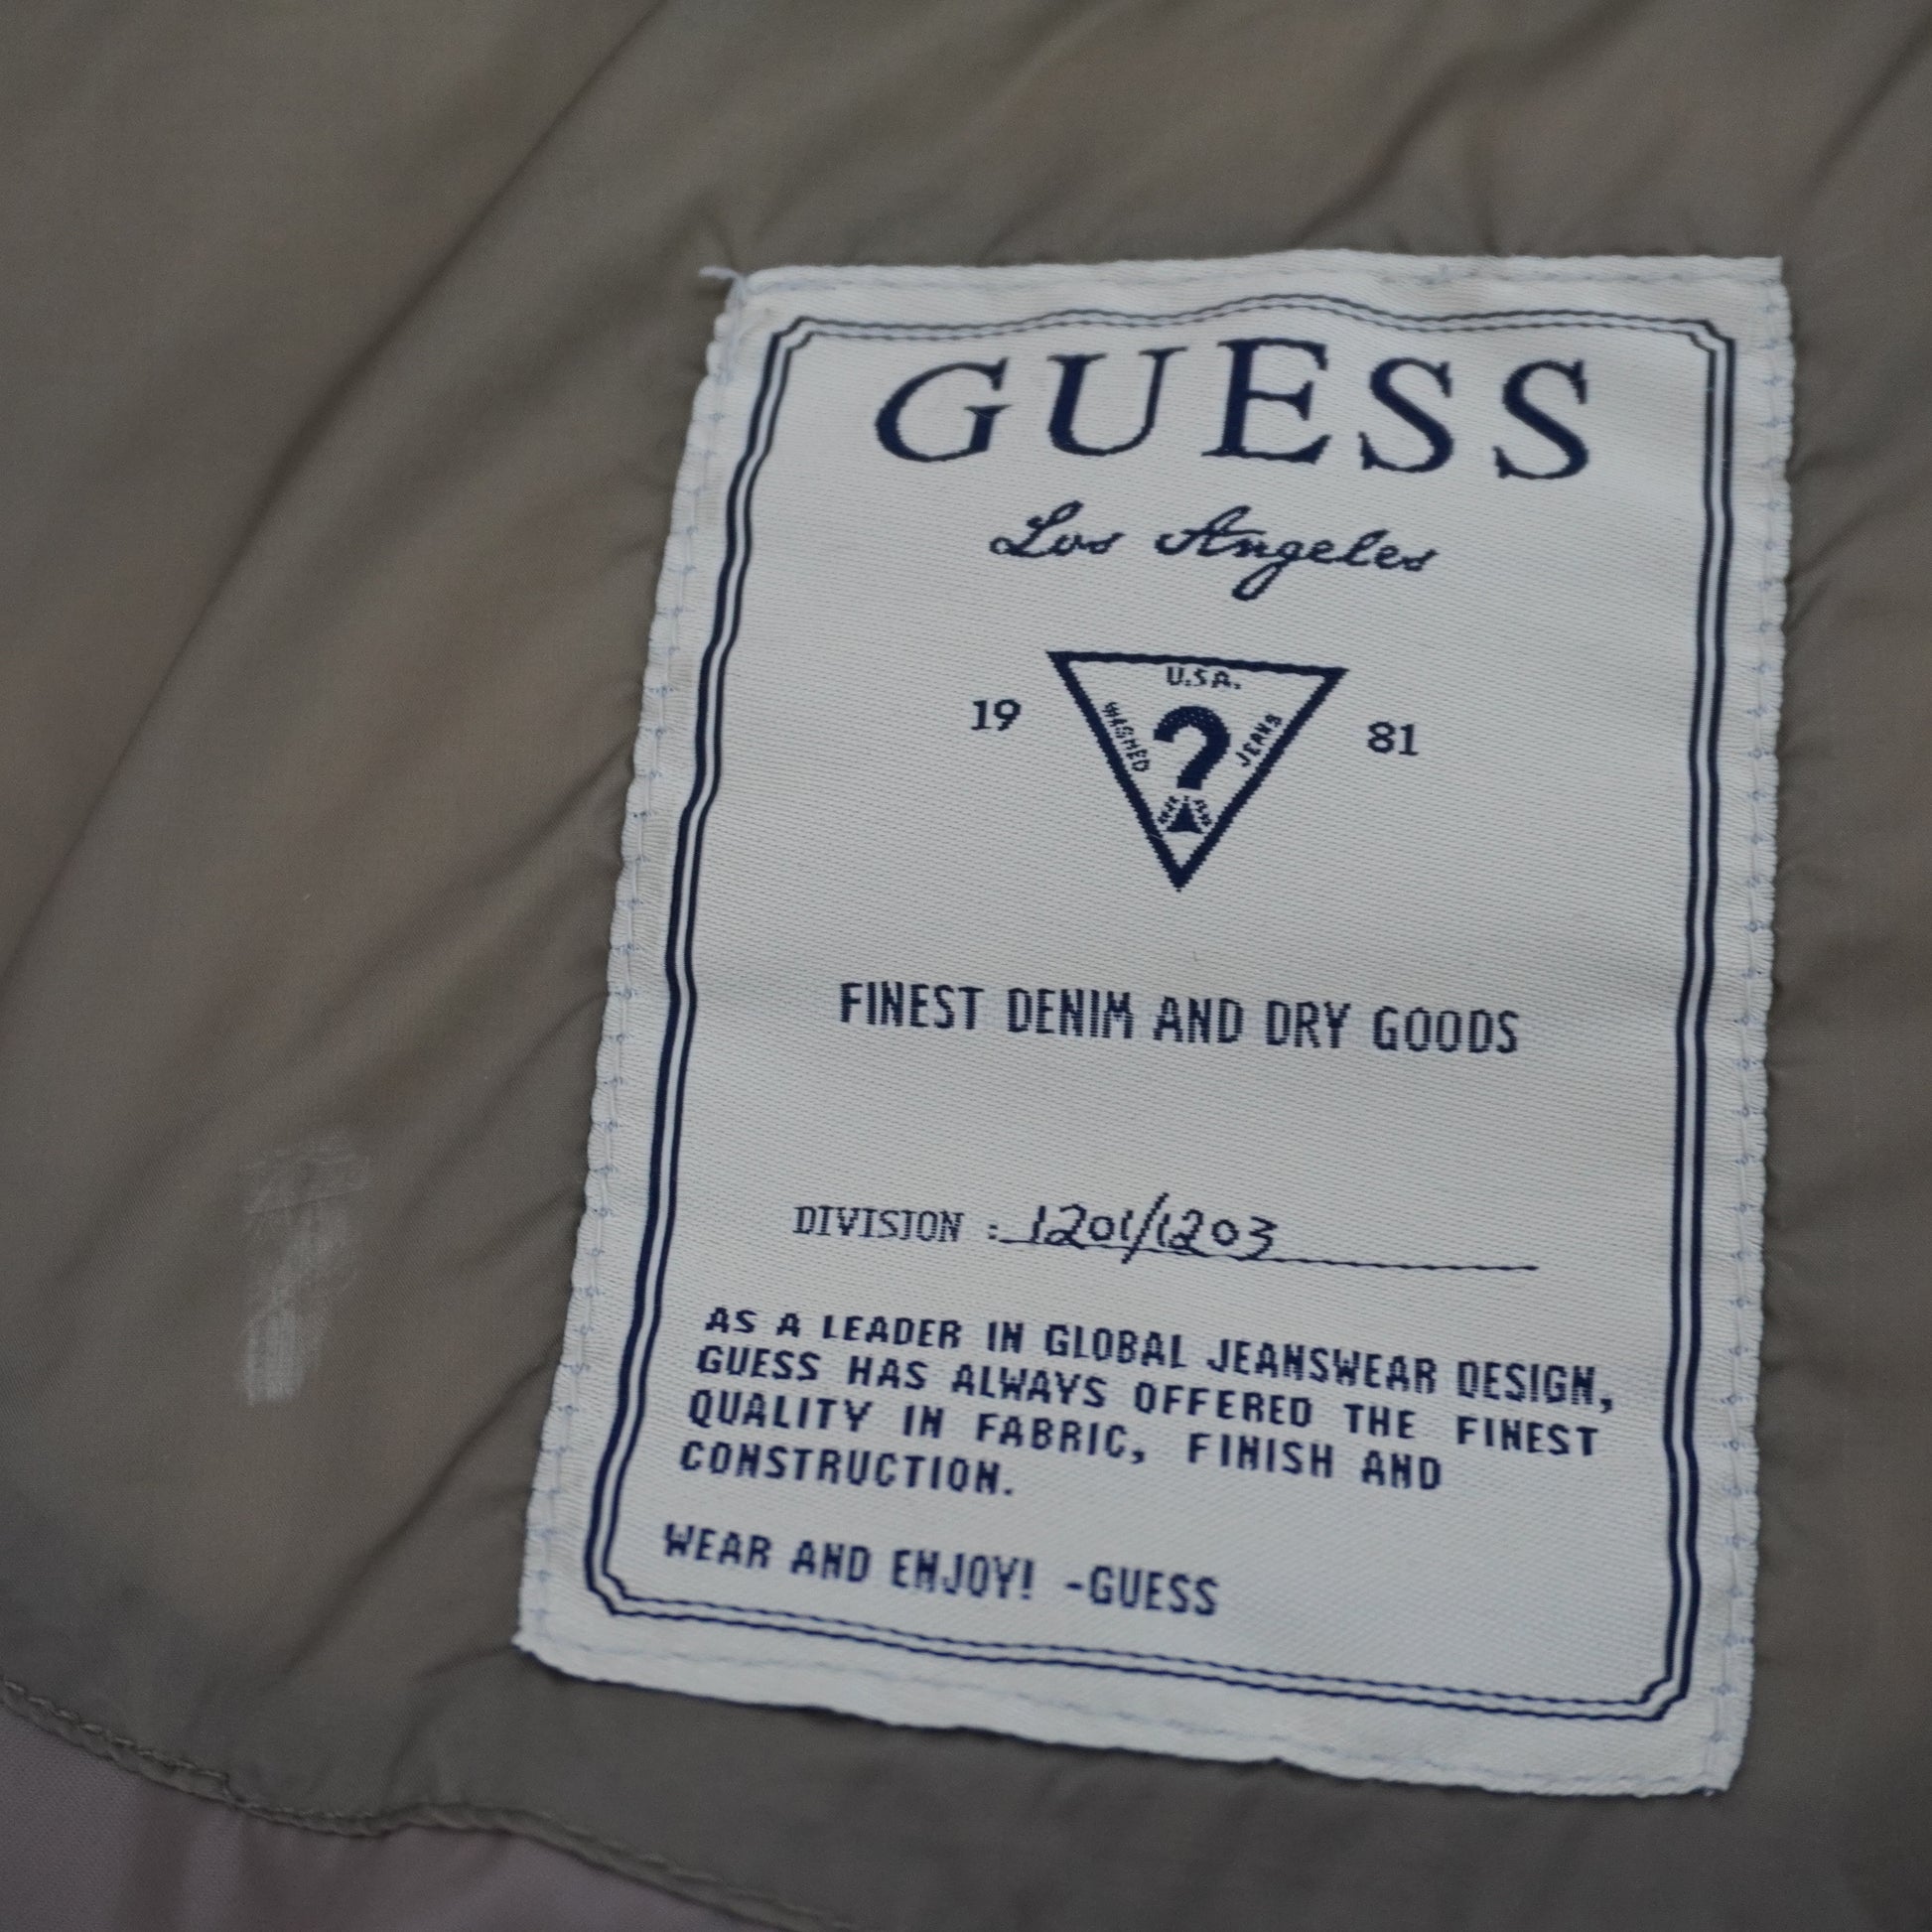 GUESS
Los Angeles
19 81
U.S.A.
WASHED ? JEANS
FINEST DENIM AND DRY GOODS
DIVISION : 1201/1203
AS A LEADER IN GLOBAL JEANSWEAR DESIGN,
GUESS HAS ALWAYS OFFERED THE FINEST
QUALITY IN FABRIC, FINISH AND
CONSTRUCTION.
WEAR AND ENJOY! -GUESS